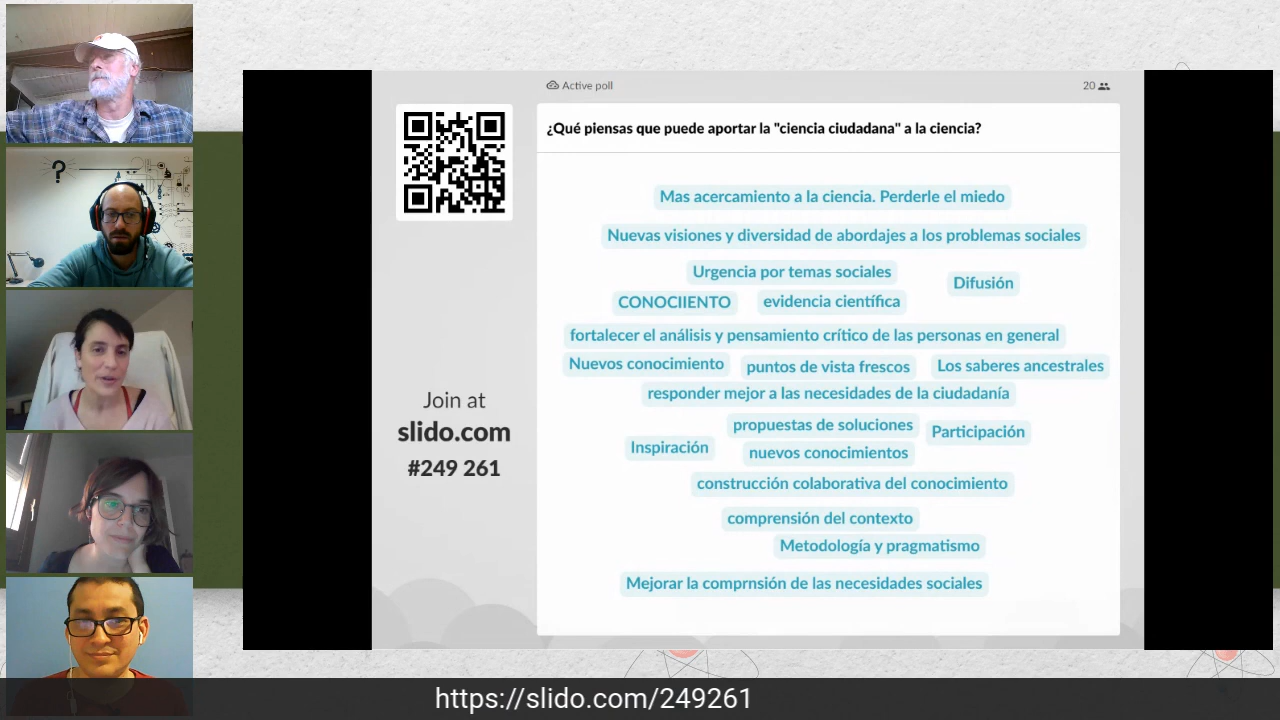 Active poll
20
¿Qué piensas que puede aportar la "ciencia ciudadana" a la ciencia?
Mas acercamiento a la ciencia. Perderle el miedo
Nuevas visiones y diversidad de abordajes a los problemas sociales
Urgencia por temas sociales
Difusión
CONOCIIENTO
evidencia científica
fortalecer el análisis y pensamiento crítico de las personas en general
Nuevos conocimiento
puntos de vista frescos
Los saberes ancestrales
responder mejor a las necesidades de la ciudadanía
propuestas de soluciones
Participación
Inspiración
nuevos conocimientos
construcción colaborativa del conocimiento
comprensión del contexto
Metodología y pragmatismo
Mejorar la comprnsión de las necesidades sociales
Join at
slido.com
#249 261
?
https://slido.com/249261